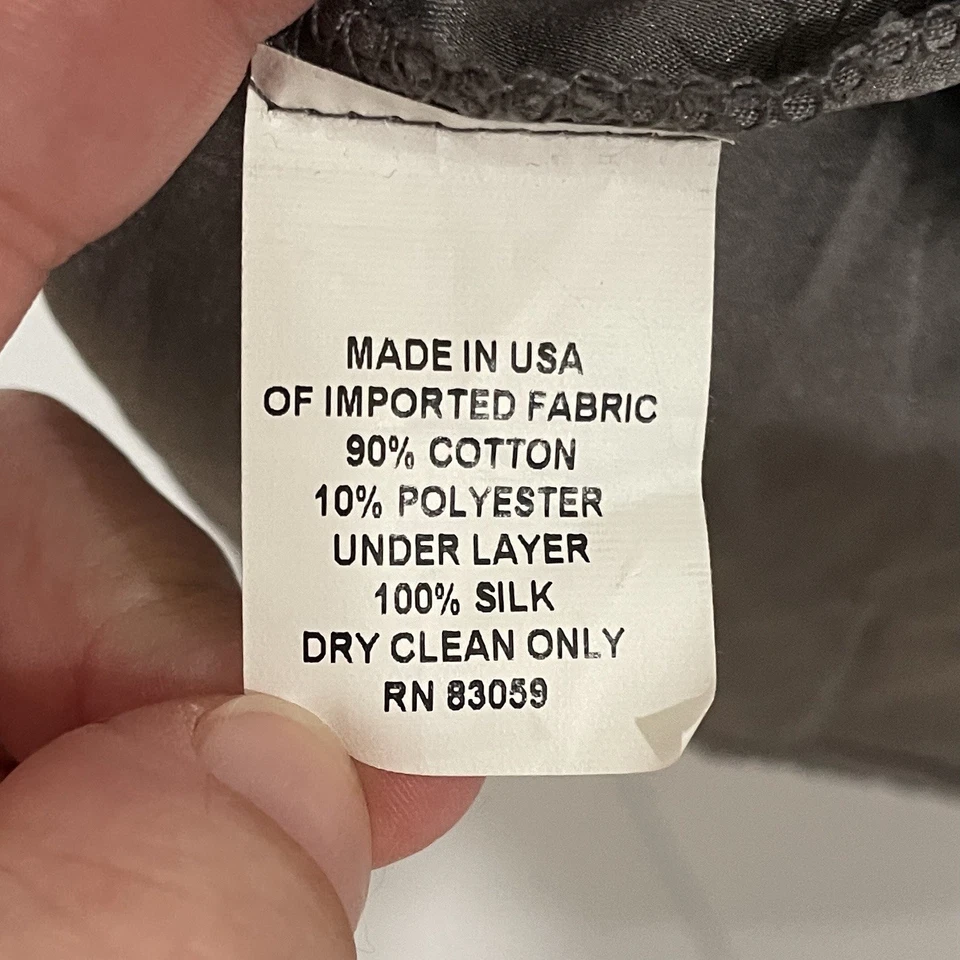 MADE IN USA
OF IMPORTED FABRIC
90% COTTON
10% POLYESTER
UNDER LAYER
100% SILK
DRY CLEAN ONLY
RN 83059